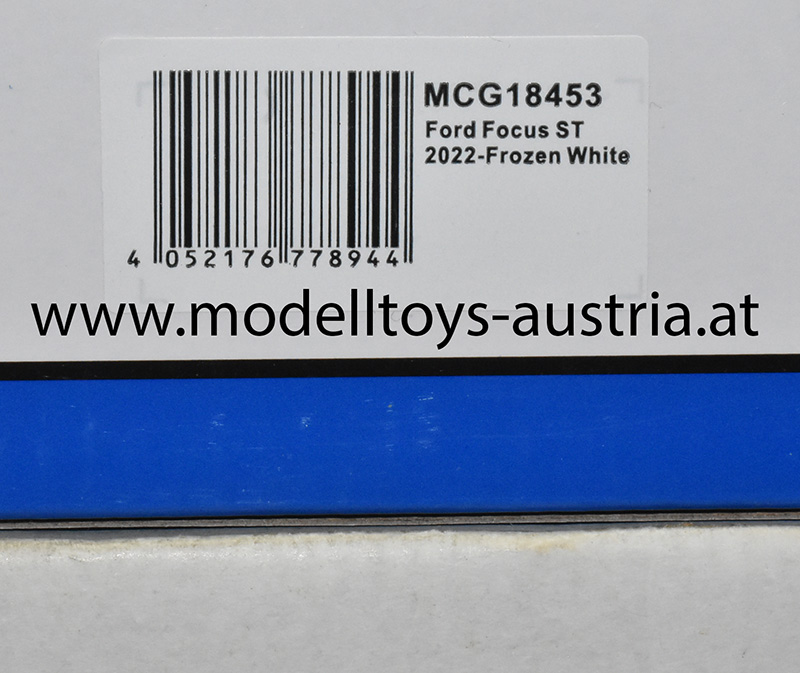 MCG18453
Ford Focus ST
2022-Frozen White
4 052176 778944
www.modelltoys-austria.at